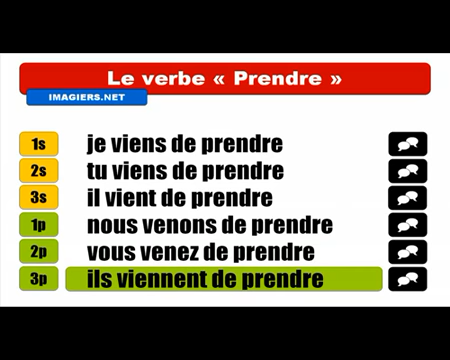 Le verbe « Prendre »
IMAGIERS.NET
1s je viens de prendre
2s tu viens de prendre
3s il vient de prendre
1p nous venons de prendre
2p vous venez de prendre
3p ils viennent de prendre